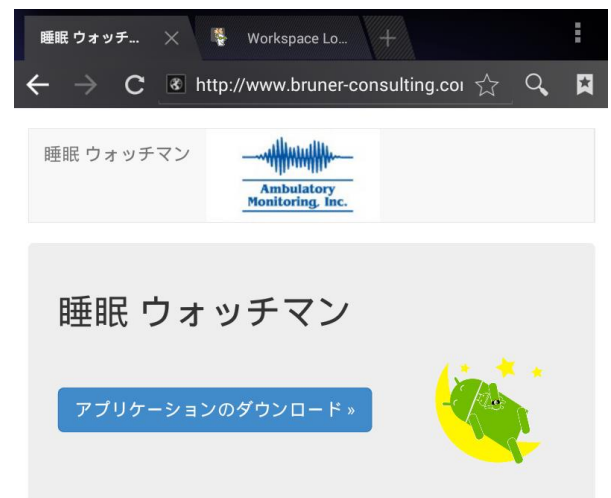 睡眠 ウォッチ...
Workspace Lo...
http://www.bruner-consulting.com
睡眠 ウォッチマン
Ambulatory
Monitoring, Inc.
睡眠 ウォッチマン
アプリケーションのダウンロード »